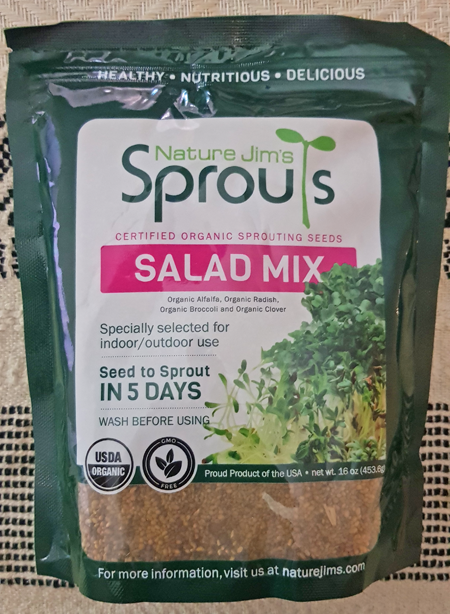 HEALTHY • NUTRITIOUS • DELICIOUS
Nature Jim's
Sprouts
CERTIFIED ORGANIC SPROUTING SEEDS
SALAD MIX
Organic Alfalfa, Organic Radish,
Organic Broccoli and Organic Clover
Specially selected for
indoor/outdoor use
Seed to Sprout
IN 5 DAYS
WASH BEFORE USING
USDA
ORGANIC
GMO
FREE
Proud Product of the USA • net wt. 16 oz (453.6g)
For more information, visit us at naturejims.com